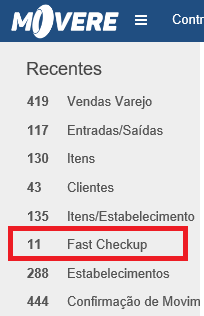 MOVERE Contr
Recentes
419 Vendas Varejo
117 Entradas/Saídas
130 Itens
43 Clientes
135 Itens/Estabelecimento
11 Fast Checkup
288 Estabelecimentos
444 Confirmação de Movim